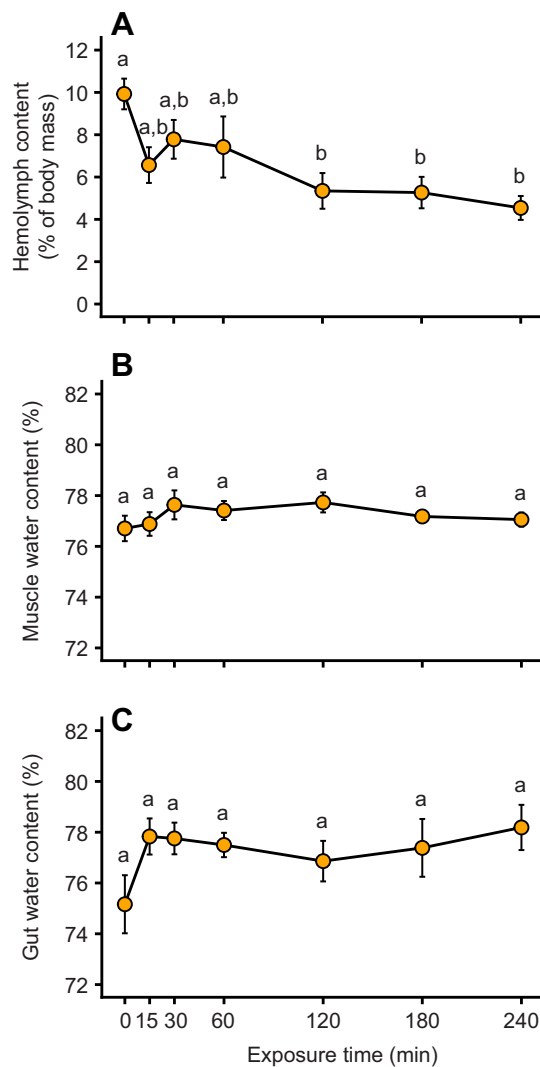 A
Hemolymph content
(% of body mass)
12
10
8
6
4
2
0
a
a,b
a,b
a,b
b
b
b
B
Muscle water content (%)
82
80
78
76
74
72
a
a
a
a
a
a
a
C
Gut water content (%)
82
80
78
76
74
72
a
a
a
a
a
a
a
0 15 30 60 120 180 240
Exposure time (min)